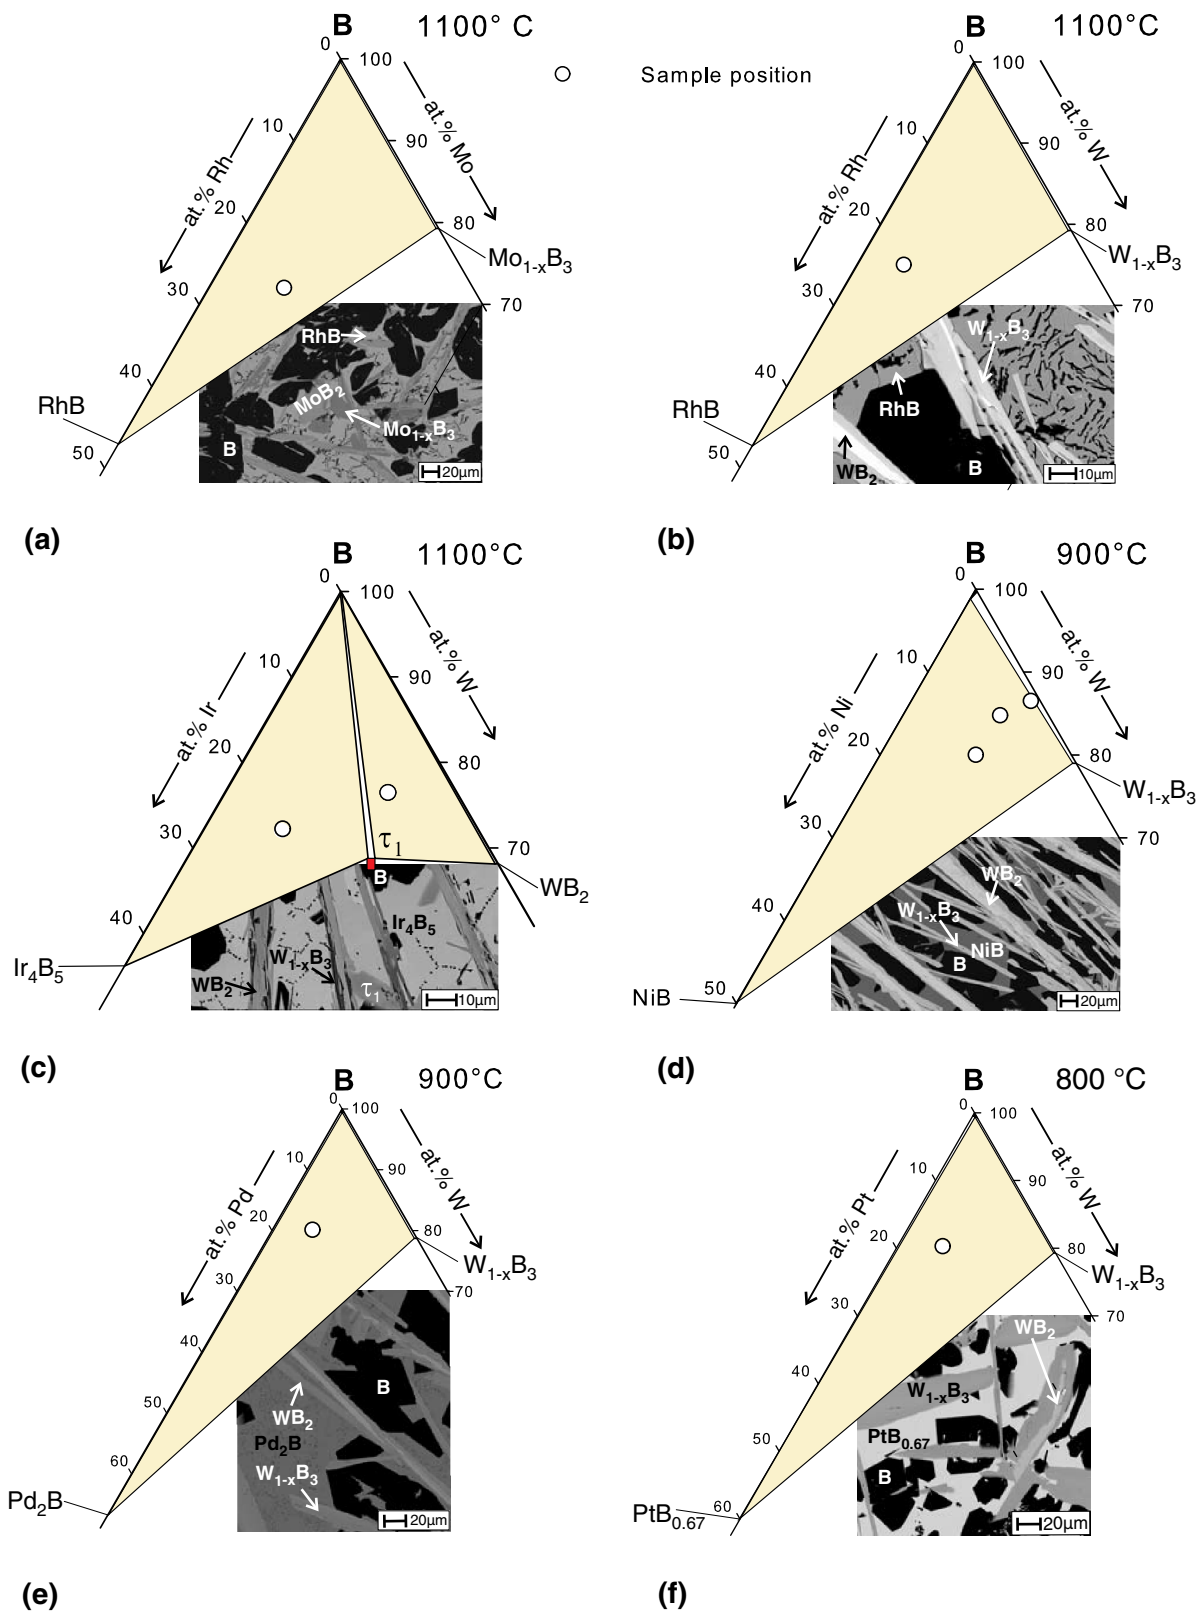 B 1100° C
0 100
Sample position
10
90
20
80
30
70
40
50
at.% Rh
at.% Mo
Mo1-xB3
RhB
RhB
MoB2
Mo1-xB3
B
20µm
(a)
B 1100°C
0 100
10
90
20
80
30
70
40
50
at.% Rh
at.% W
W1-xB3
RhB
W1-xB3
RhB
WB2
B
10µm
(b)
B 1100°C
0 100
10
90
20
80
30
70
40
at.% Ir
at.% W
τ1
WB2
Ir4B5
B
Ir4B5
W1-xB3
WB2
τ1
10µm
(c)
B 900°C
0 100
10
90
20
80
30
70
40
50
at.% Ni
at.% W
W1-xB3
NiB
WB2
W1-xB3
NiB
B
20µm
(d)
B 900°C
0 100
10
90
20
80
30
70
40
50
60
at.% Pd
at.% W
W1-xB3
Pd2B
B
WB2
Pd2B
W1-xB3
20µm
(e)
B 800 °C
0 100
10
90
20
80
30
70
40
50
60
at.% Pt
at.% W
W1-xB3
PtB0.67
WB2
W1-xB3
PtB0.67
B
20µm
(f)